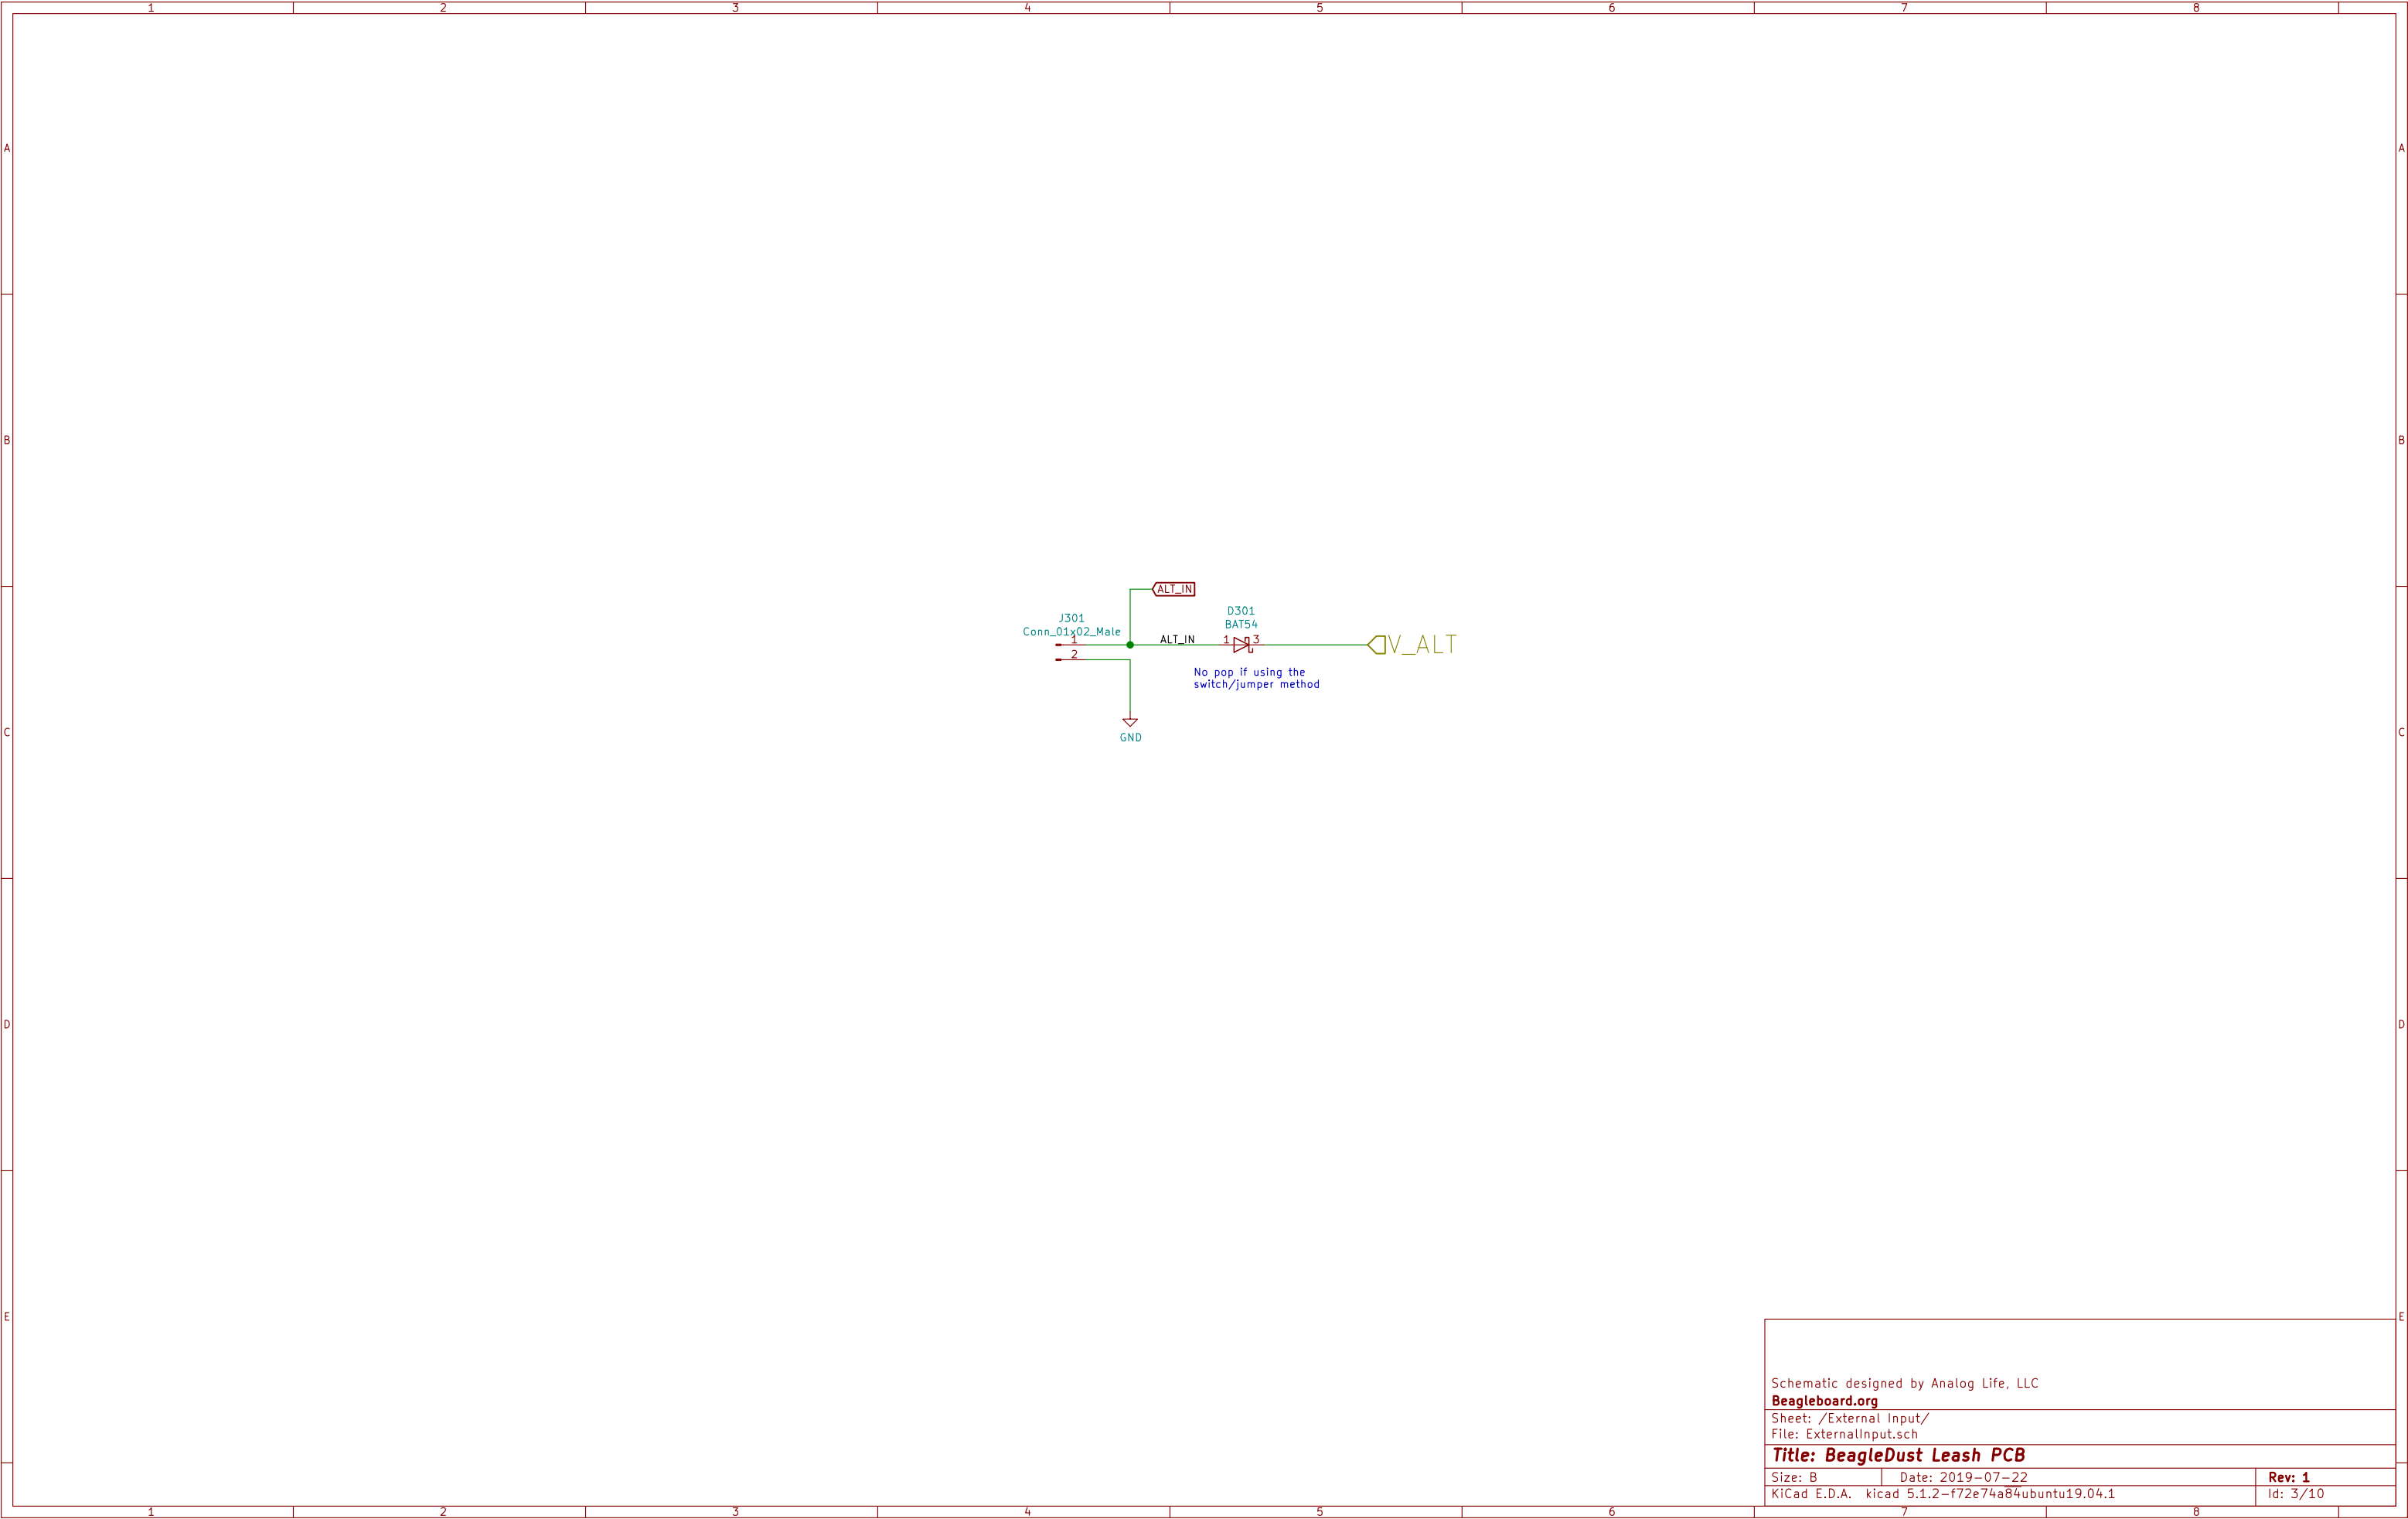 1 2 3 4 5 6 7 8
A A
B B
ALT_IN
J301
Conn_01x02_Male
D301
BAT54
1
ALT_IN
1 3
V_ALT
2
No pop if using the
switch/jumper method
GND
C C
D D
E E
Schematic designed by Analog Life, LLC
Beagleboard.org
Sheet: /External Input/
File: ExternalInput.sch
Title: BeagleDust Leash PCB
Size: B
Date: 2019-07-22
Rev: 1
KiCad E.D.A. kicad 5.1.2-f72e74a84ubuntu19.04.1
Id: 3/10
1 2 3 4 5 6 7 8